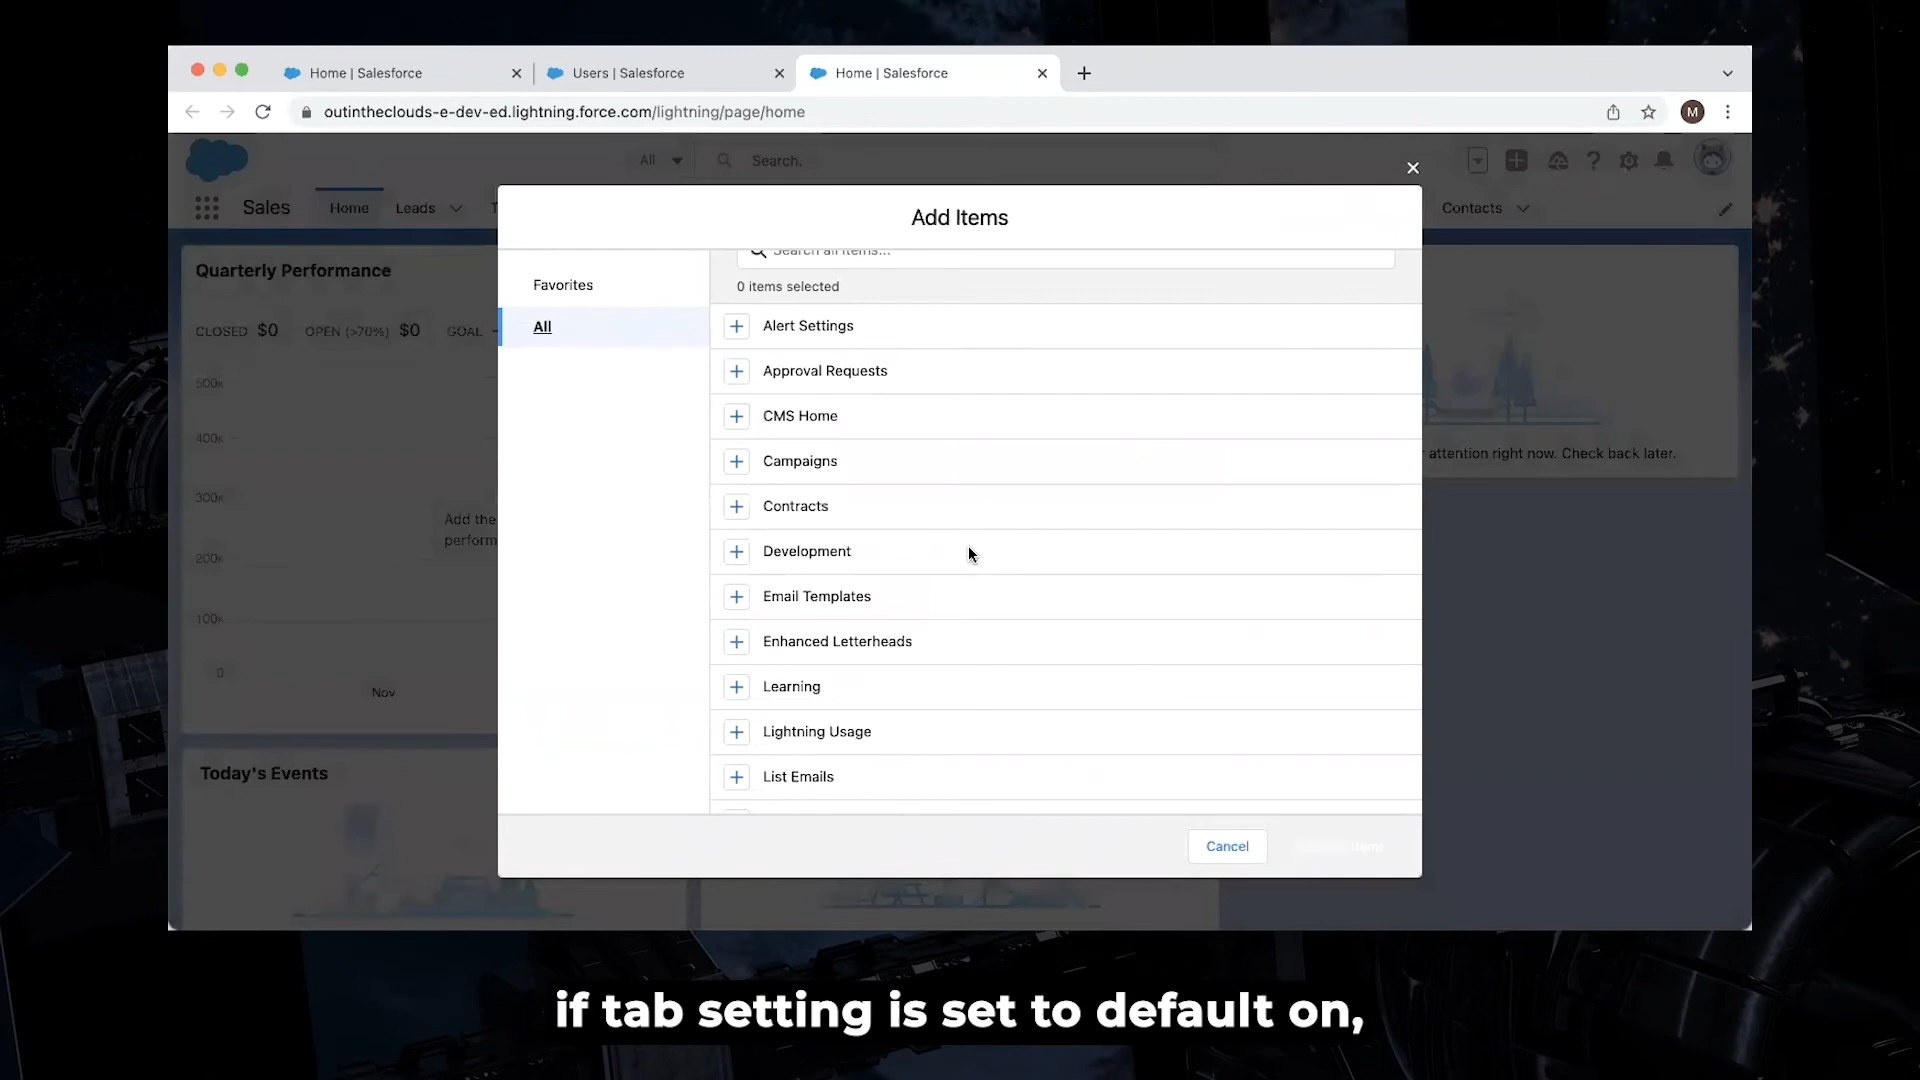 Home | Salesforce
Users | Salesforce
Home | Salesforce
outintheclouds-e-dev-ed.lightning.force.com/lightning/page/home
M
All
Search.
Sales
Home
Leads
T
Contacts
Add Items
Quarterly Performance
CLOSED $0 OPEN (>70%) $0 GOAL
500K
400K
300K
200K
100K
0
Nov
Add the
perform
attention right now. Check back later.
Today's Events
Favorites
All
Search all items...
0 items selected
Alert Settings
Approval Requests
CMS Home
Campaigns
Contracts
Development
Email Templates
Enhanced Letterheads
Learning
Lightning Usage
List Emails
Cancel
if tab setting is set to default on,